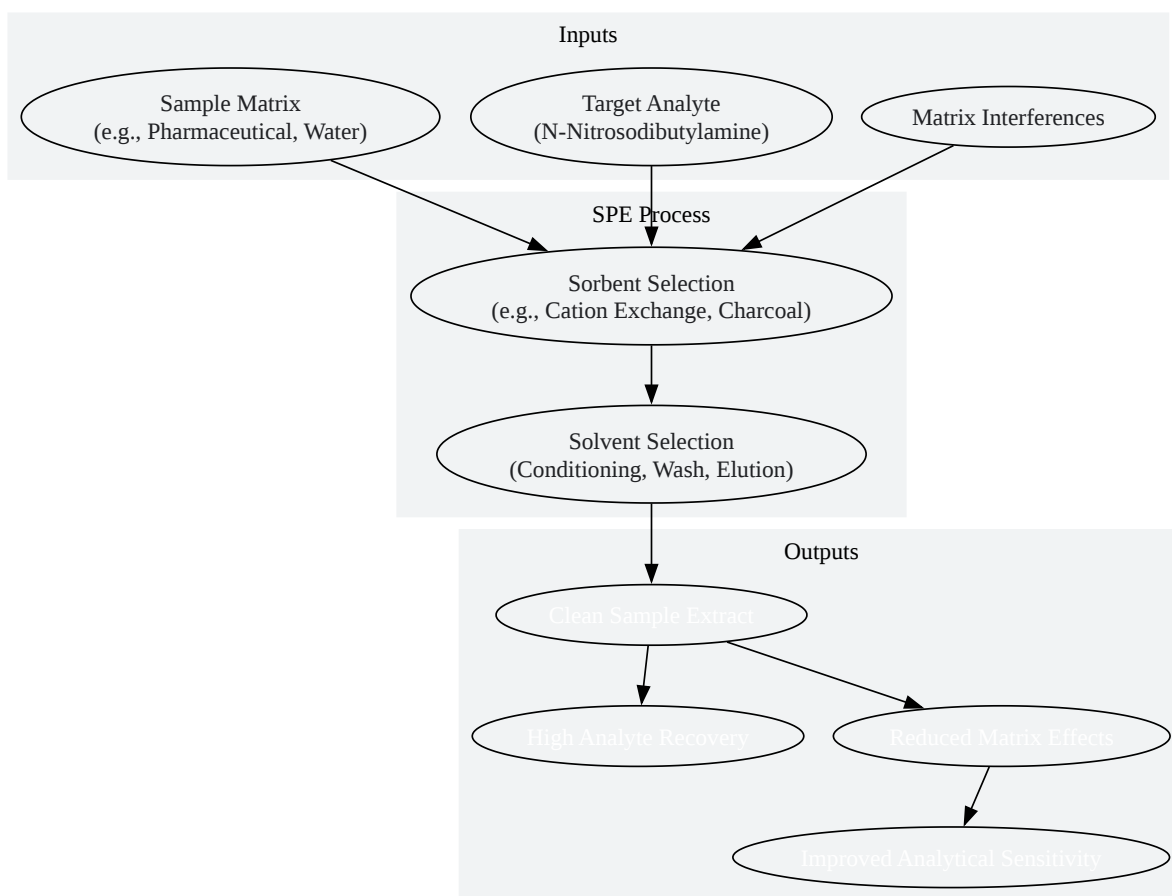 Inputs
Sample Matrix
(e.g., Pharmaceutical, Water)
Target Analyte
(N-Nitrosodibutylamine)
Matrix Interferences
SPE Process
Sorbent Selection
(e.g., Cation Exchange, Charcoal)
Solvent Selection
(Conditioning, Wash, Elution)
Outputs
Clean Sample Extract
High Analyte Recovery
Reduced Matrix Effects
Improved Analytical Sensitivity